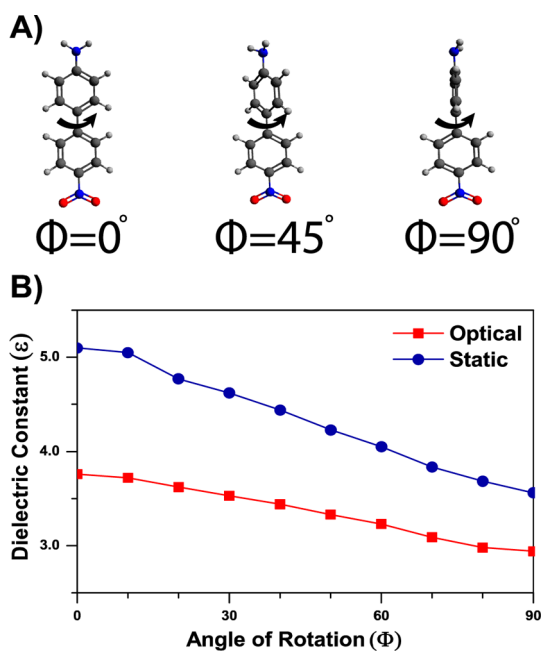 A)
Φ=0° Φ=45° Φ=90°
B)
Optical
Static
Dielectric Constant (ε)
5.0
4.0
3.0
0 30 60 90
Angle of Rotation (Φ)